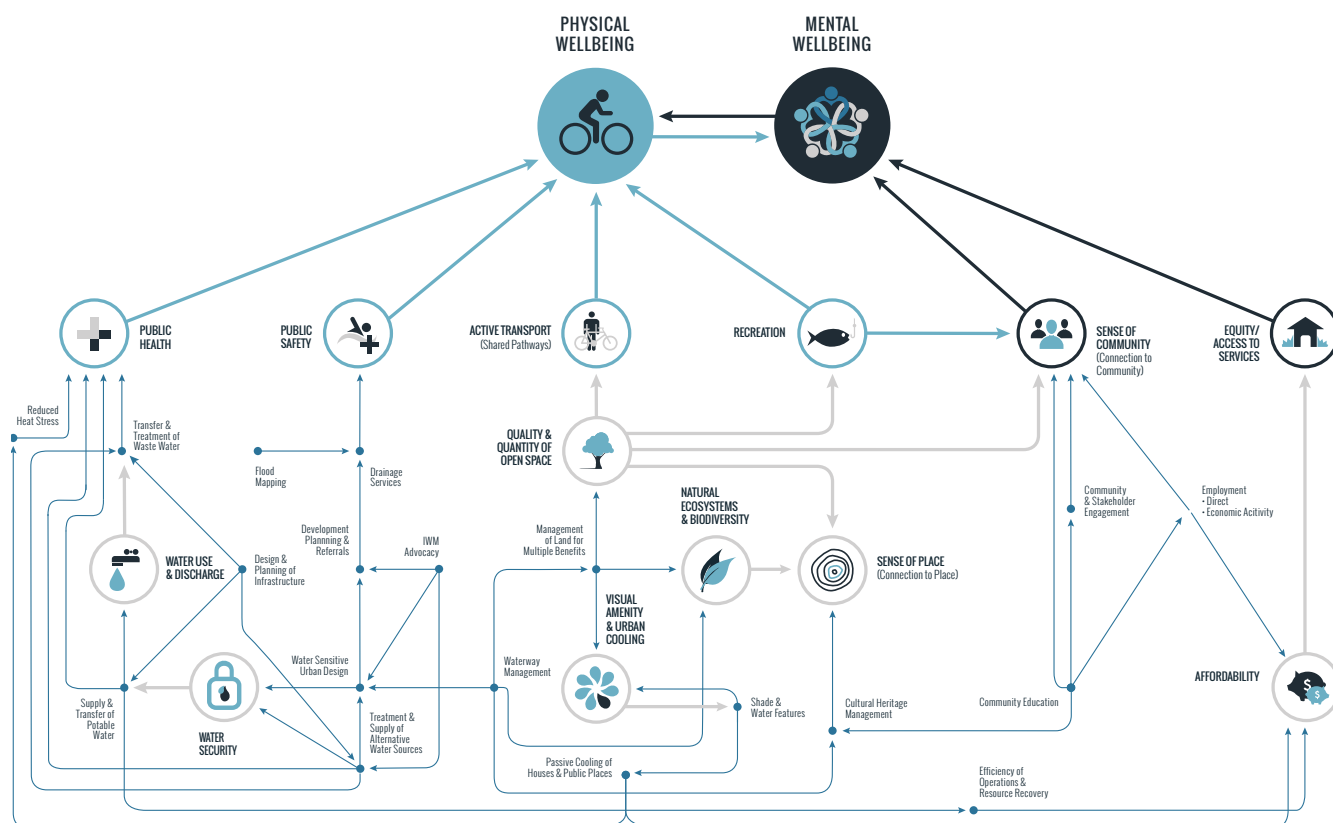 PHYSICAL
WELLBEING
MENTAL
WELLBEING
PUBLIC
HEALTH
PUBLIC
SAFETY
ACTIVE TRANSPORT
(Shared Pathways)
RECREATION
SENSE OF
COMMUNITY
(Connection to
Community)
EQUITY/
ACCESS TO
SERVICES
Reduced
Heat Stress
Transfer &
Treatment of
Waste Water
Flood
Mapping
Drainage
Services
QUALITY &
QUANTITY OF
OPEN SPACE
NATURAL
ECOSYSTEMS
& BIODIVERSITY
Community
& Stakeholder
Engagement
Employment
• Direct
• Economic Acitivity
Development
Plannning &
Referrals
IWM
Advocacy
Management
of Land for
Multiple Benefits
WATER USE
& DISCHARGE
Design &
Planning of
Infrastructure
SENSE OF PLACE
(Connection to Place)
VISUAL
AMENITY
& URBAN
COOLING
Water Sensitive
Urban Design
Waterway
Management
AFFORDABILITY
$
$
Supply &
Transfer of
Potable
Water
WATER
SECURITY
Treatment &
Supply of
Alternative
Water Sources
Shade &
Water Features
Cultural Heritage
Management
Community Education
Passive Cooling of
Houses & Public Places
Efficiency of
Operations &
Resource Recovery